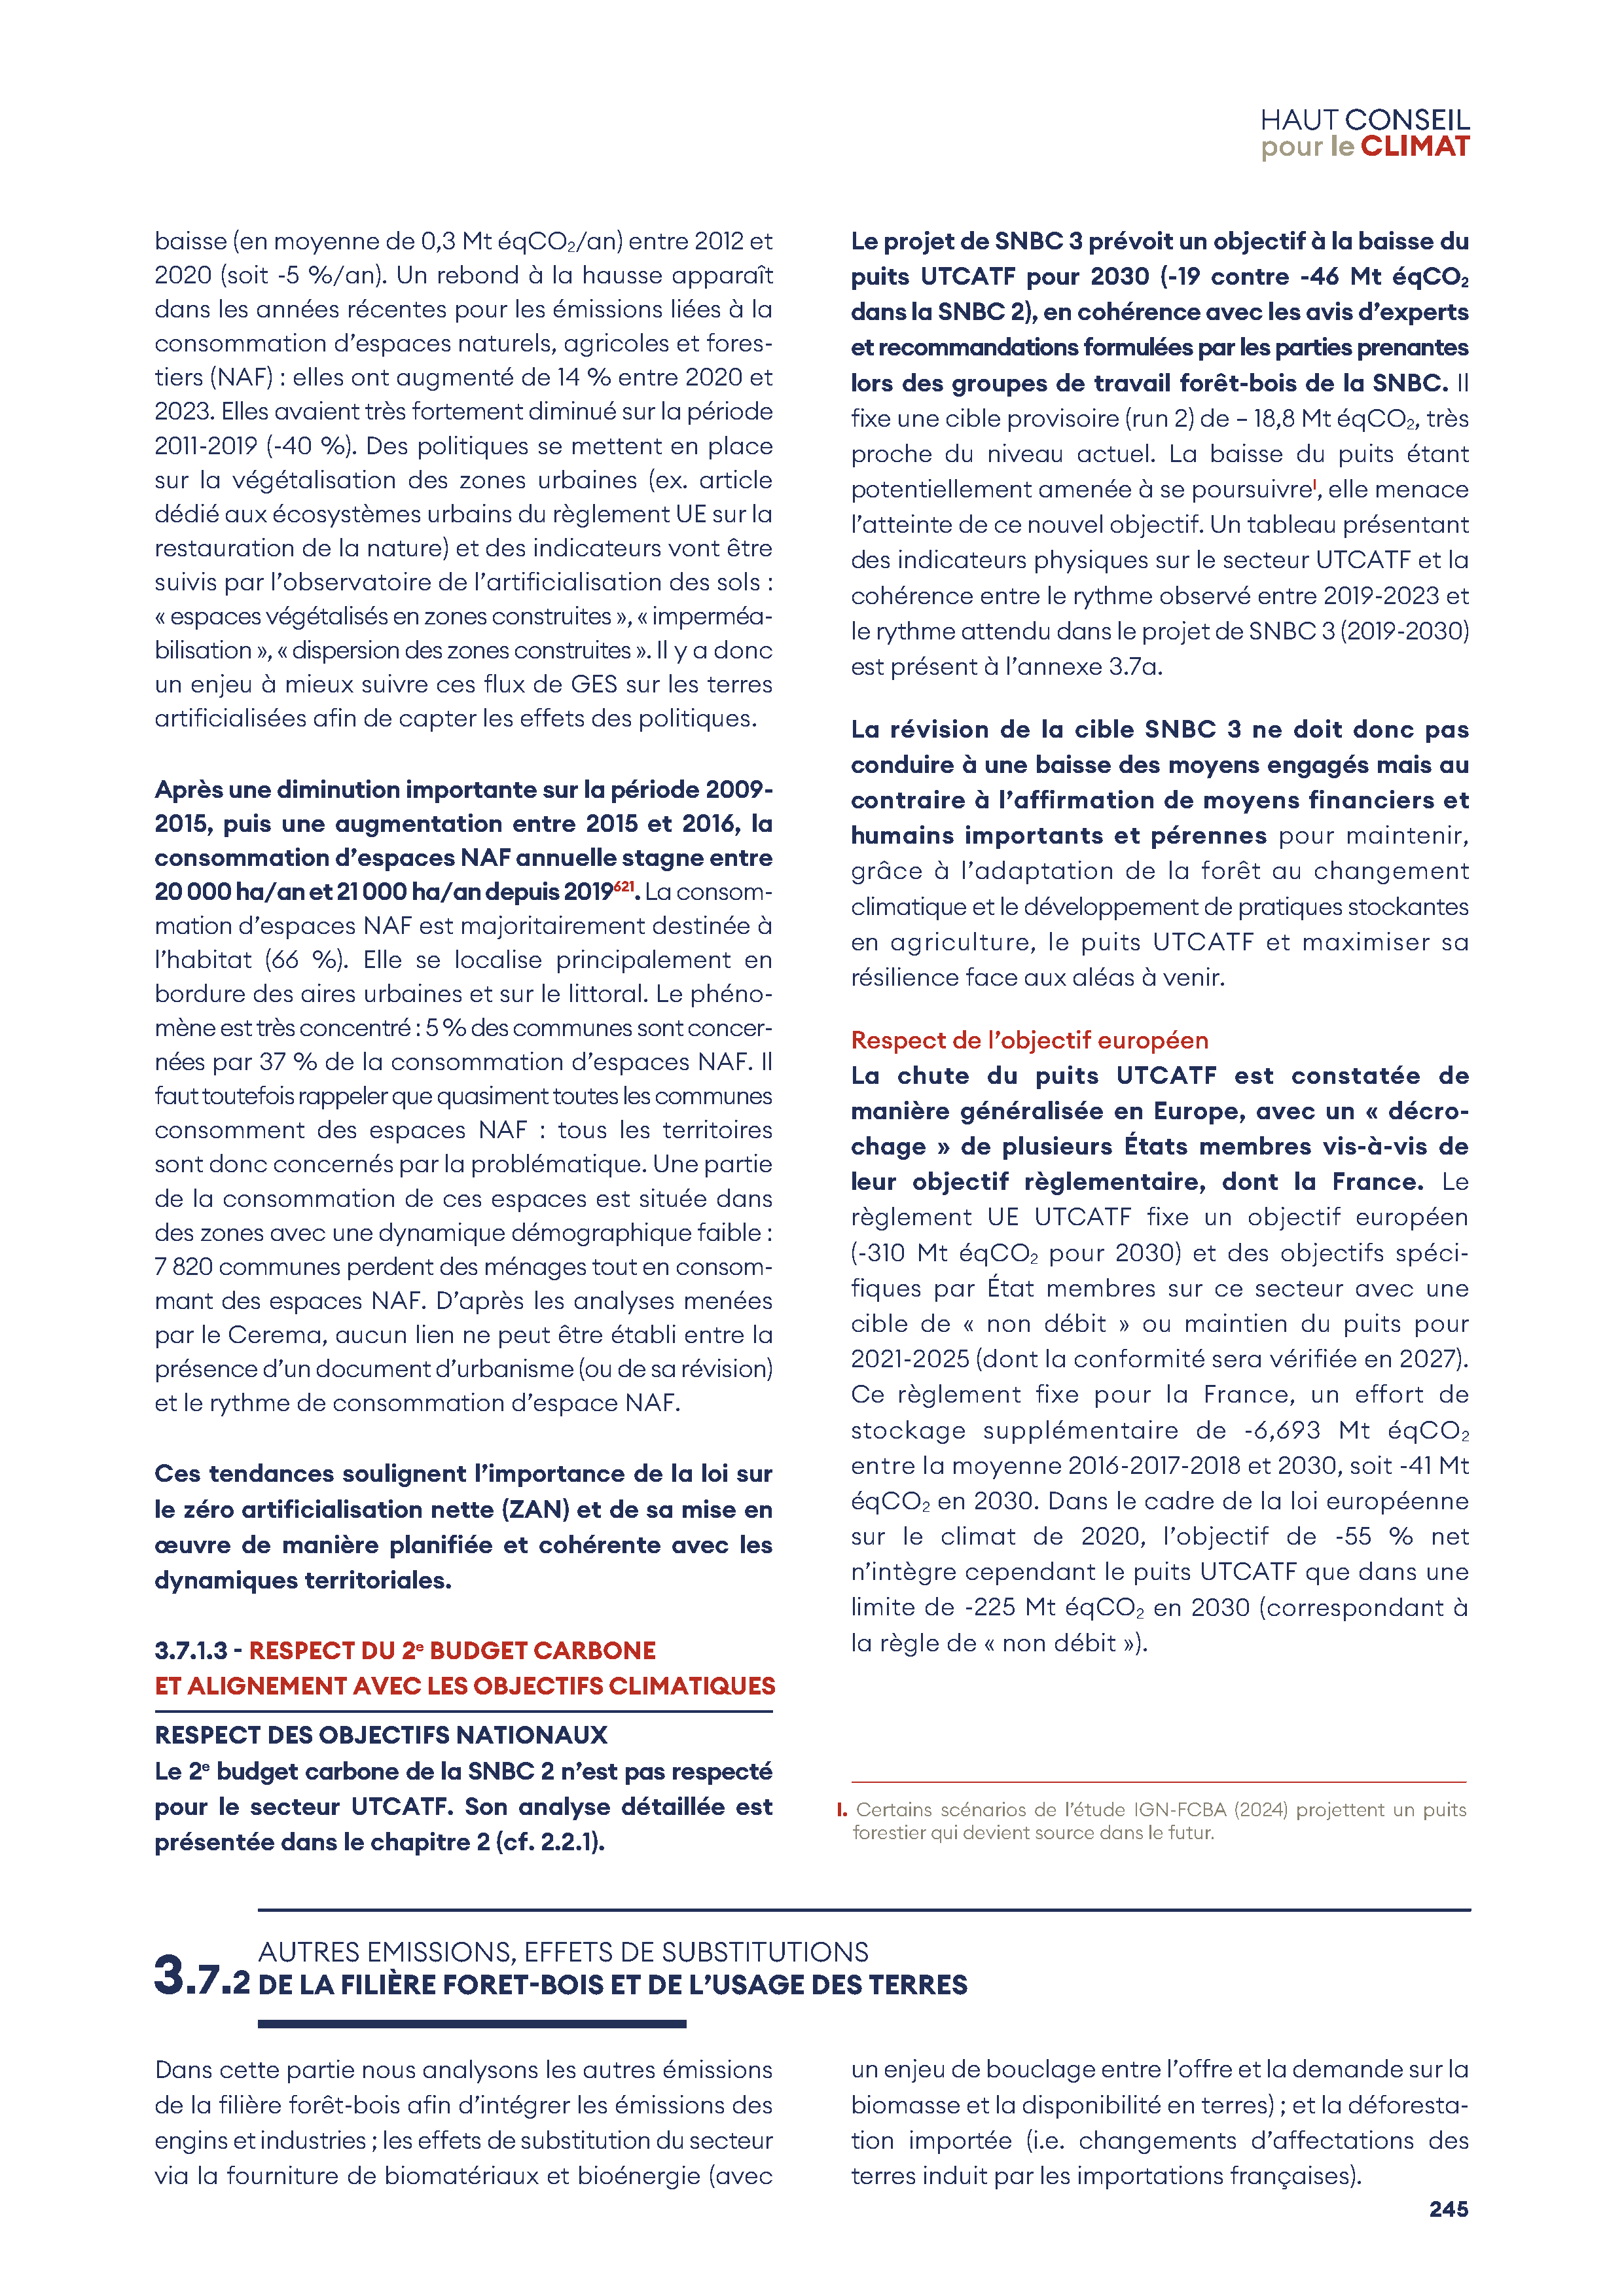 HAUT CONSEIL
pour le CLIMAT
baisse (en moyenne de 0,3 Mt éqCO₂/an) entre 2012 et
2020 (soit -5 %/an). Un rebond à la hausse apparaît
dans les années récentes pour les émissions liées à la
consommation d’espaces naturels, agricoles et fores-
tiers (NAF) : elles ont augmenté de 14 % entre 2020 et
2023. Elles avaient très fortement diminué sur la période
2011-2019 (-40 %). Des politiques se mettent en place
sur la végétalisation des zones urbaines (ex. article
dédié aux écosystèmes urbains du règlement UE sur la
restauration de la nature) et des indicateurs vont être
suivis par l’observatoire de l’artificialisation des sols :
« espaces végétalisés en zones construites », « imperméa-
bilisation », « dispersion des zones construites ». Il y a donc
un enjeu à mieux suivre ces flux de GES sur les terres
artificialisées afin de capter les effets des politiques.
Après une diminution importante sur la période 2009-
2015, puis une augmentation entre 2015 et 2016, la
consommation d’espaces NAF annuelle stagne entre
20 000 ha/an et 21 000 ha/an depuis 2019⁶²¹. La consom-
mation d’espaces NAF est majoritairement destinée à
l’habitat (66 %). Elle se localise principalement en
bordure des aires urbaines et sur le littoral. Le phéno-
mène est très concentré : 5 % des communes sont concer-
nées par 37 % de la consommation d’espaces NAF. Il
faut toutefois rappeler que quasiment toutes les communes
consomment des espaces NAF : tous les territoires
sont donc concernés par la problématique. Une partie
de la consommation de ces espaces est située dans
des zones avec une dynamique démographique faible :
7 820 communes perdent des ménages tout en consom-
mant des espaces NAF. D’après les analyses menées
par le Cerema, aucun lien ne peut être établi entre la
présence d’un document d’urbanisme (ou de sa révision)
et le rythme de consommation d’espace NAF.
Ces tendances soulignent l’importance de la loi sur
le zéro artificialisation nette (ZAN) et de sa mise en
œuvre de manière planifiée et cohérente avec les
dynamiques territoriales.
3.7.1.3 - RESPECT DU 2ᵉ BUDGET CARBONE
ET ALIGNEMENT AVEC LES OBJECTIFS CLIMATIQUES
RESPECT DES OBJECTIFS NATIONAUX
Le 2ᵉ budget carbone de la SNBC 2 n’est pas respecté
pour le secteur UTCATF. Son analyse détaillée est
présentée dans le chapitre 2 (cf. 2.2.1).
Le projet de SNBC 3 prévoit un objectif à la baisse du
puits UTCATF pour 2030 (-19 contre -46 Mt éqCO₂
dans la SNBC 2), en cohérence avec les avis d’experts
et recommandations formulées par les parties prenantes
lors des groupes de travail forêt-bois de la SNBC. Il
fixe une cible provisoire (run 2) de – 18,8 Mt éqCO₂, très
proche du niveau actuel. La baisse du puits étant
potentiellement amenée à se poursuivreᴵ, elle menace
l’atteinte de ce nouvel objectif. Un tableau présentant
des indicateurs physiques sur le secteur UTCATF et la
cohérence entre le rythme observé entre 2019-2023 et
le rythme attendu dans le projet de SNBC 3 (2019-2030)
est présent à l’annexe 3.7a.
La révision de la cible SNBC 3 ne doit donc pas
conduire à une baisse des moyens engagés mais au
contraire à l’affirmation de moyens financiers et
humains importants et pérennes pour maintenir,
grâce à l’adaptation de la forêt au changement
climatique et le développement de pratiques stockantes
en agriculture, le puits UTCATF et maximiser sa
résilience face aux aléas à venir.
Respect de l’objectif européen
La chute du puits UTCATF est constatée de
manière généralisée en Europe, avec un « décro-
chage » de plusieurs États membres vis-à-vis de
leur objectif règlementaire, dont la France. Le
règlement UE UTCATF fixe un objectif européen
(-310 Mt éqCO₂ pour 2030) et des objectifs spéci-
fiques par État membres sur ce secteur avec une
cible de « non débit » ou maintien du puits pour
2021-2025 (dont la conformité sera vérifiée en 2027).
Ce règlement fixe pour la France, un effort de
stockage supplémentaire de -6,693 Mt éqCO₂
entre la moyenne 2016-2017-2018 et 2030, soit -41 Mt
éqCO₂ en 2030. Dans le cadre de la loi européenne
sur le climat de 2020, l’objectif de -55 % net
n’intègre cependant le puits UTCATF que dans une
limite de -225 Mt éqCO₂ en 2030 (correspondant à
la règle de « non débit »).
I. Certains scénarios de l’étude IGN-FCBA (2024) projettent un puits
forestier qui devient source dans le futur.
3.7.2 AUTRES EMISSIONS, EFFETS DE SUBSTITUTIONS
DE LA FILIÈRE FORET-BOIS ET DE L’USAGE DES TERRES
Dans cette partie nous analysons les autres émissions
de la filière forêt-bois afin d’intégrer les émissions des
engins et industries ; les effets de substitution du secteur
via la fourniture de biomatériaux et bioénergie (avec
un enjeu de bouclage entre l’offre et la demande sur la
biomasse et la disponibilité en terres) ; et la déforesta-
tion importée (i.e. changements d’affectations des
terres induit par les importations françaises).
245